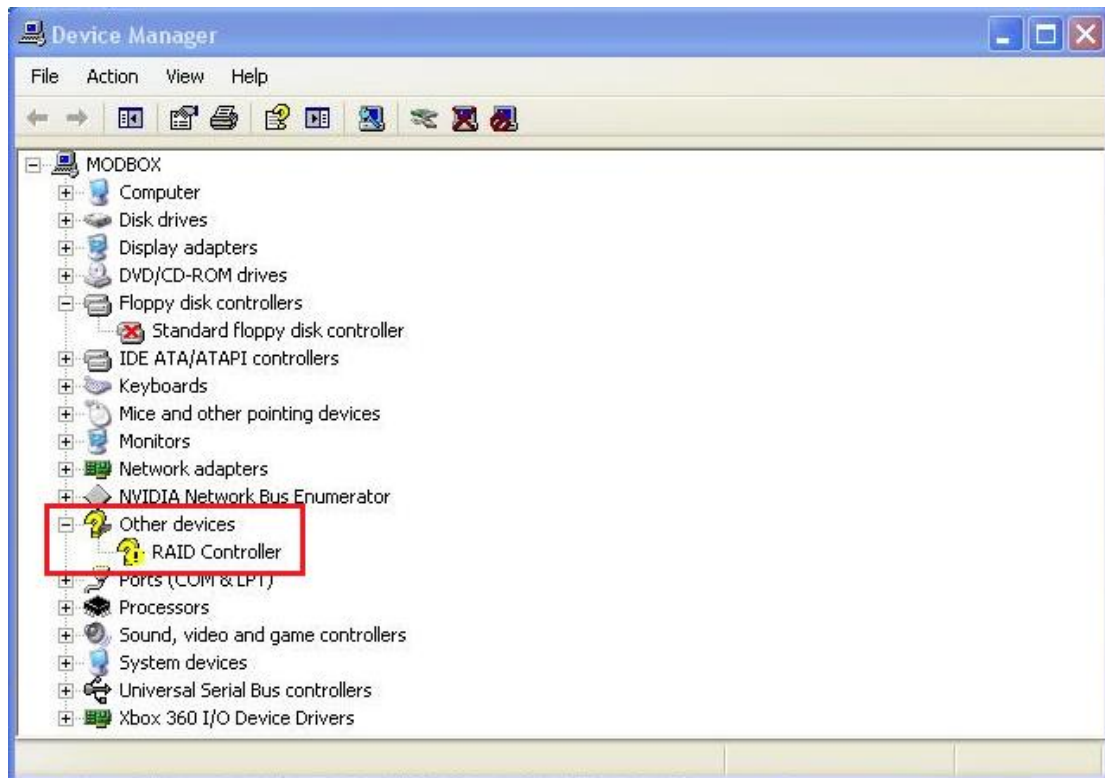 Device Manager
File Action View Help
MODBOX
Computer
Disk drives
Display adapters
DVD/CD-ROM drives
Floppy disk controllers
Standard floppy disk controller
IDE ATA/ATAPI controllers
Keyboards
Mice and other pointing devices
Monitors
Network adapters
NVIDIA Network Bus Enumerator
Other devices
RAID Controller
Ports (COM & LPT)
Processors
Sound, video and game controllers
System devices
Universal Serial Bus controllers
Xbox 360 I/O Device Drivers